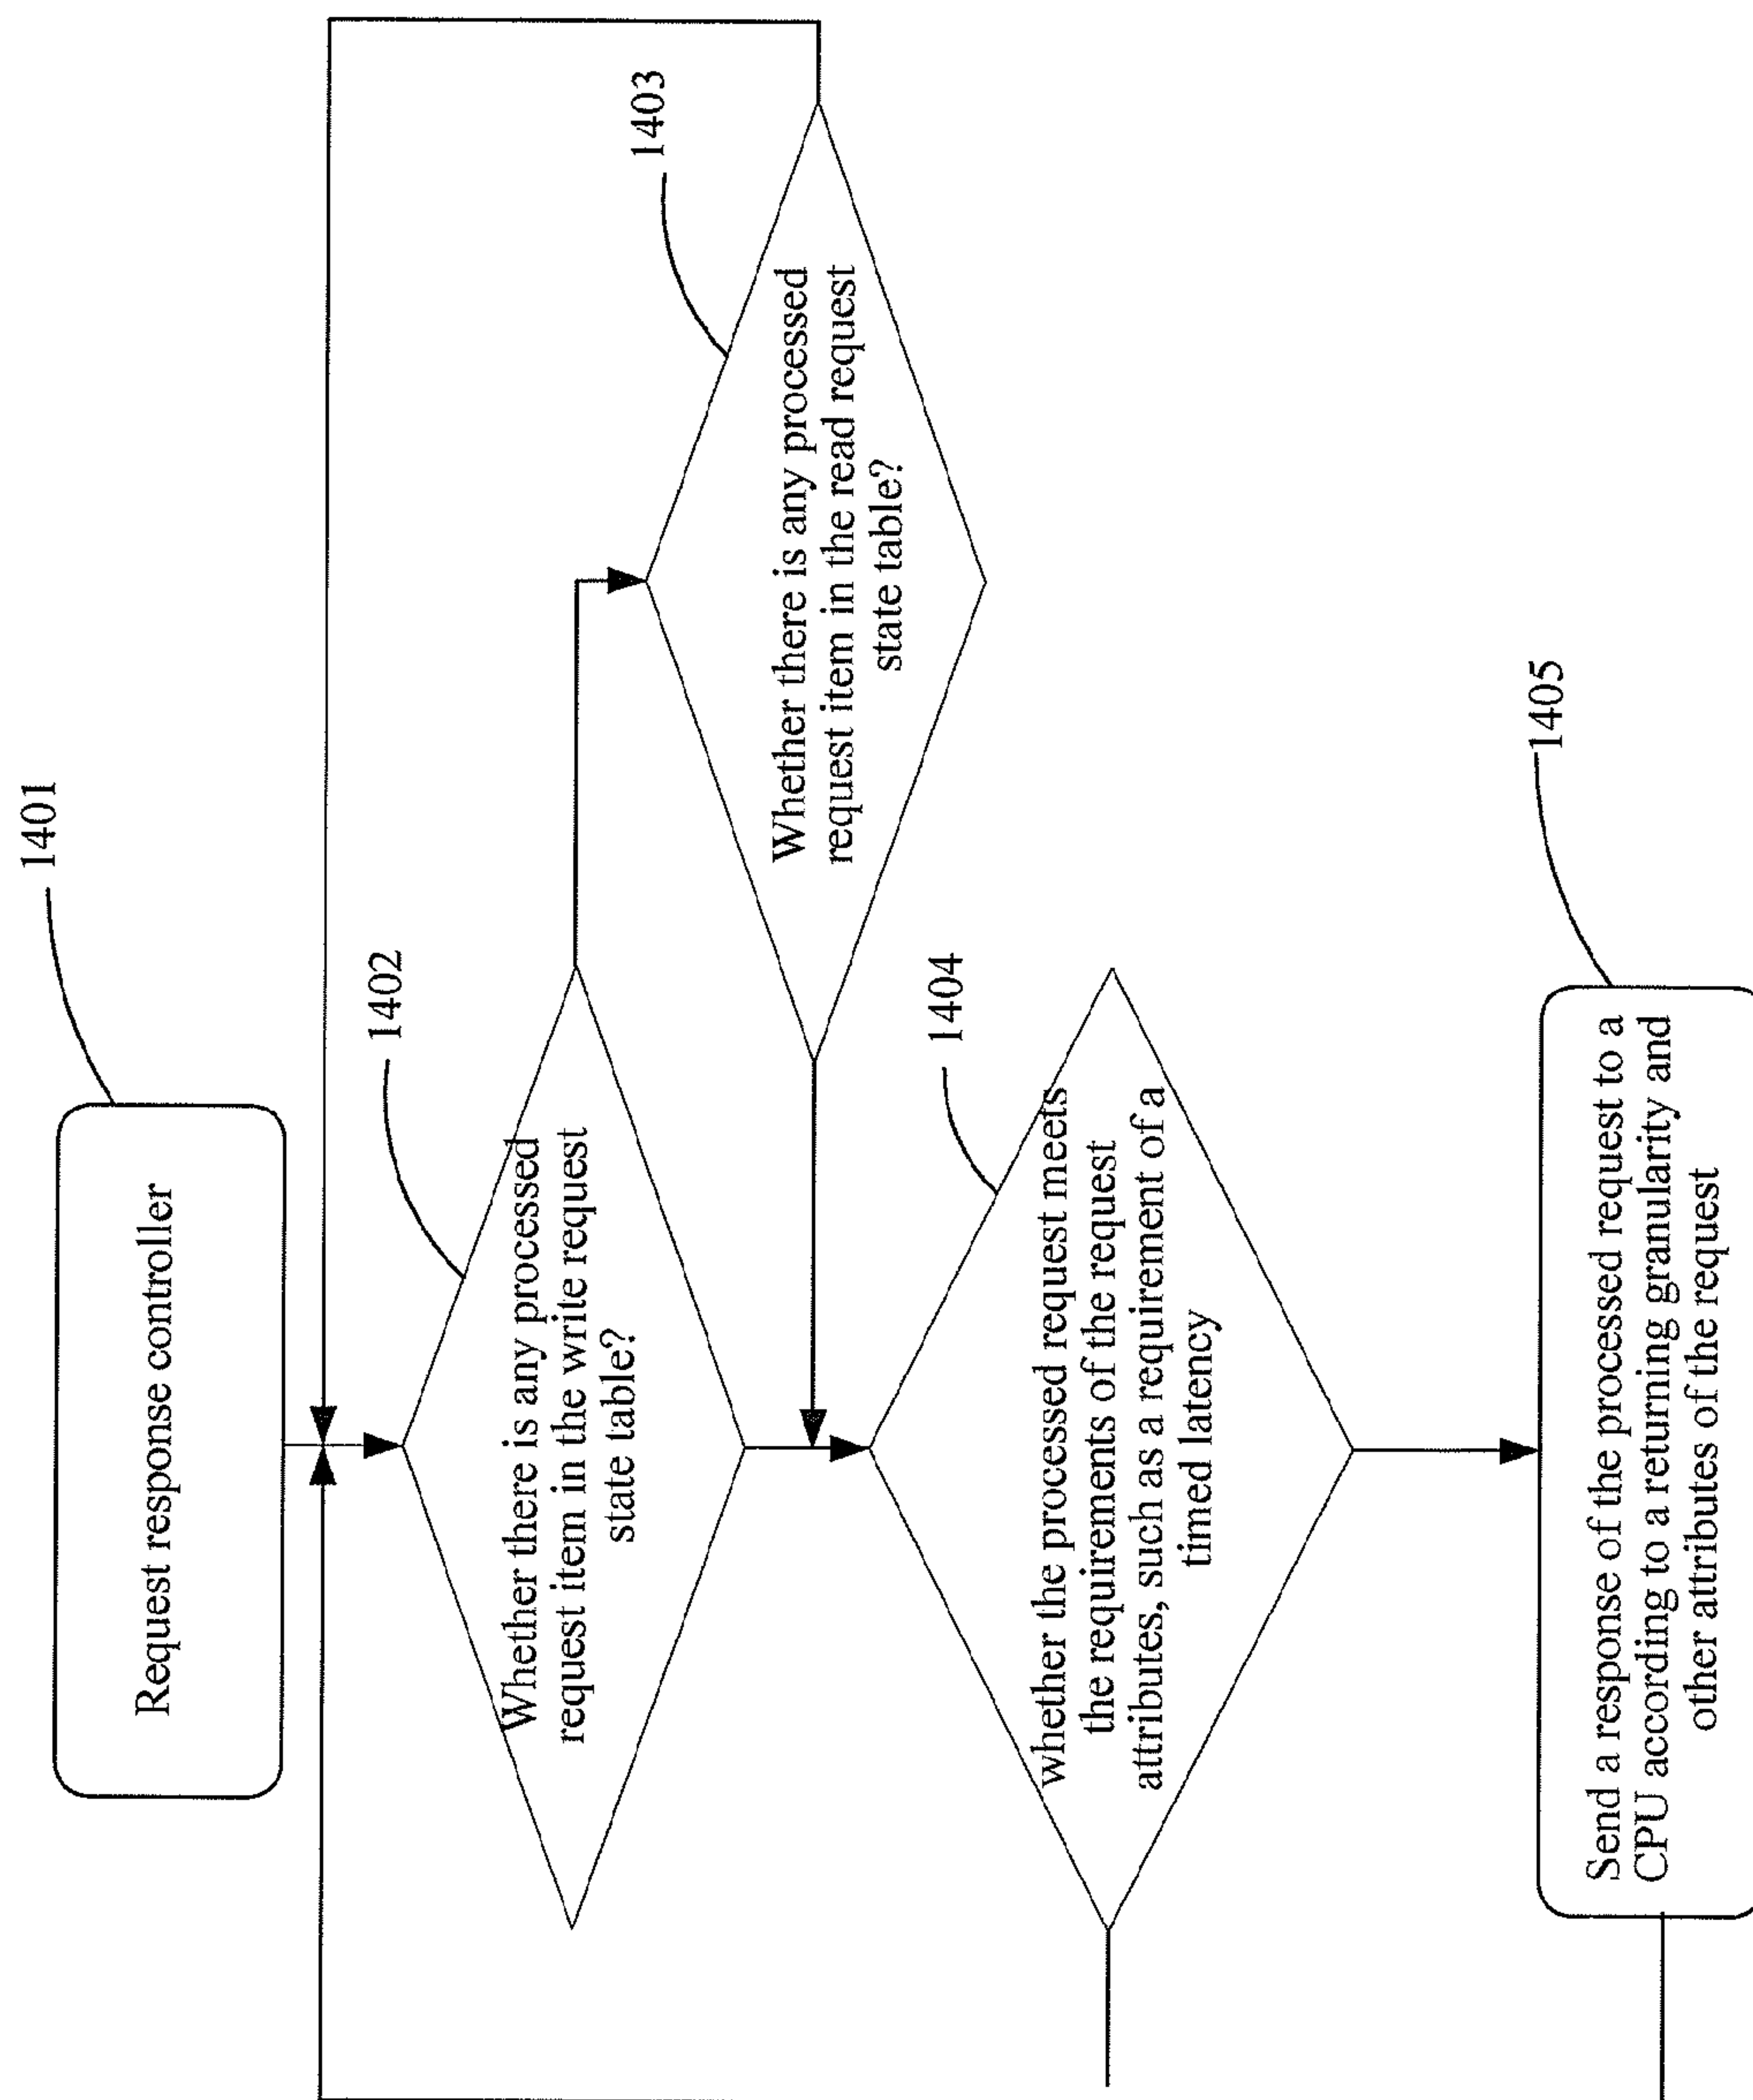 1401
Request response controller
1402
Whether there is any processed
request item in the write request
state table?
1403
Whether there is any processed
request item in the read request
state table?
1404
whether the processed request meets
the requirements of the request
attributes, such as a requirement of a
timed latency
1405
Send a response of the processed request to a
CPU according to a returning granularity and
other attributes of the request